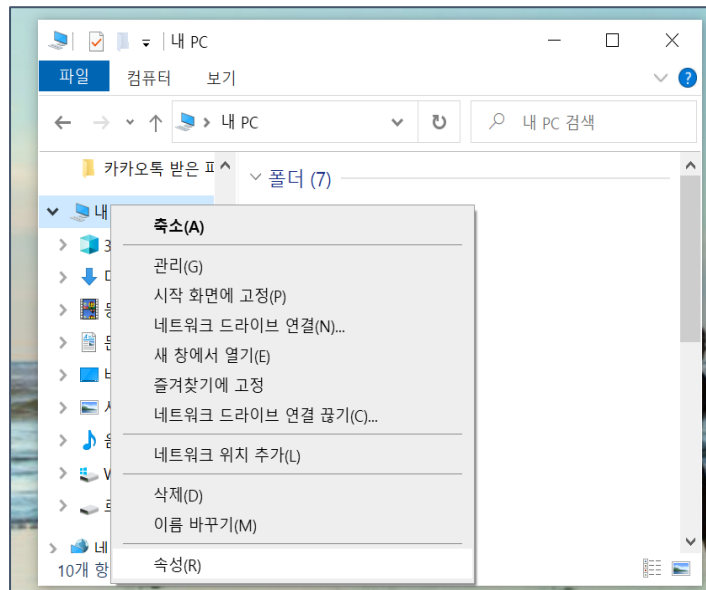 내 PC
파일 컴퓨터 보기
내 PC 내 PC 검색
카카오톡 받은
폴더 (7)
내
축소(A)
관리(G)
시작 화면에 고정(P)
네트워크 드라이브 연결(N)...
새 창에서 열기(E)
즐겨찾기에 고정
네트워크 드라이브 연결 끊기(C)...
네트워크 위치 추가(L)
삭제(D)
이름 바꾸기(M)
속성(R)
10개 항